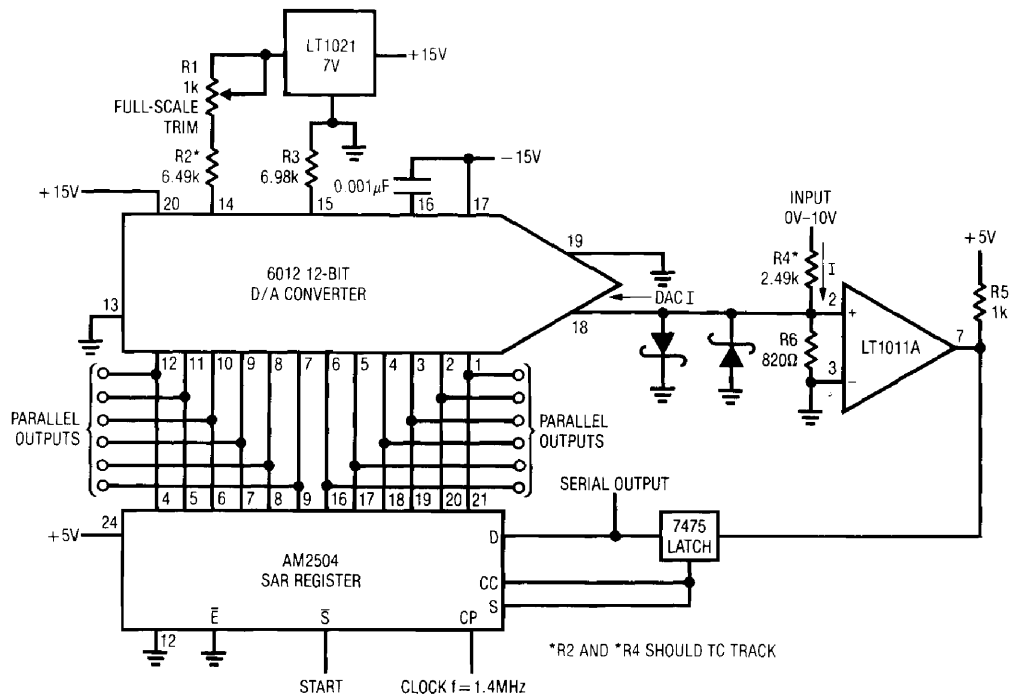 LT1021
7V
+15V
R1
1k
FULL-SCALE
TRIM
R2*
6.49k
R3
6.98k
0.001µF
−15V
+15V
20
14
15
16
17
INPUT
0V–10V
+5V
R4*
2.49k
I
R5
1k
19
6012 12-BIT
D/A CONVERTER
DAC I
13
18
2
+
7
R6
820Ω
LT1011A
3
−
12
11
10
9
8
7
6
5
4
3
2
1
PARALLEL
OUTPUTS
PARALLEL
OUTPUTS
4
5
6
7
8
9
16
17
18
19
20
21
SERIAL OUTPUT
24
+5V
D
7475
LATCH
AM2504
SAR REGISTER
CC
S
E̅
S̅
CP
12
*R2 AND *R4 SHOULD TC TRACK
START
CLOCK f = 1.4MHz